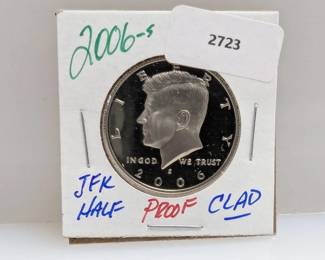 2006-s
2723
LIBERTY
IN GOD WE TRUST
S
2006
JFK PROOF CLAD
HALF